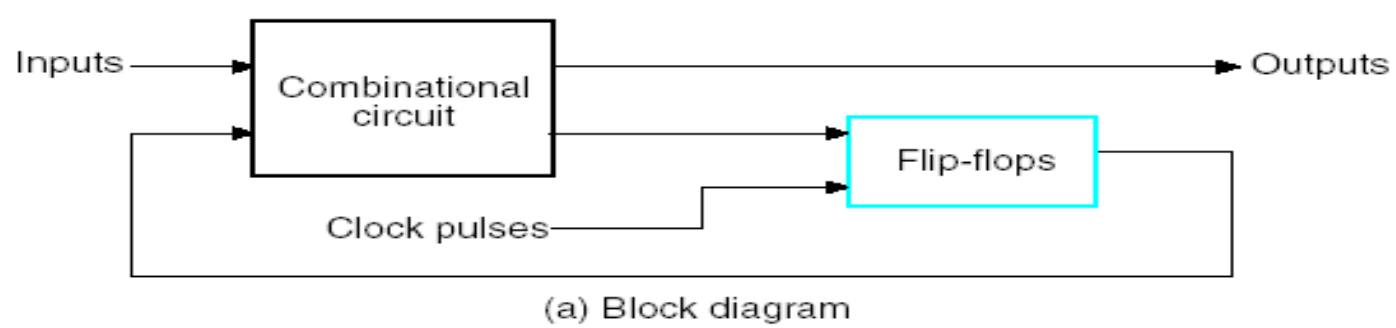 Inputs
Combinational
circuit
Outputs
Flip-flops
Clock pulses
(a) Block diagram